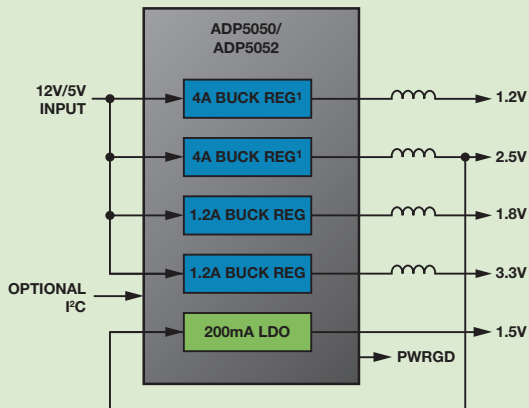 ADP5050/
ADP5052
12V/5V
INPUT
4A BUCK REG¹
1.2V
4A BUCK REG¹
2.5V
1.2A BUCK REG
1.8V
1.2A BUCK REG
3.3V
OPTIONAL
I²C
200mA LDO
1.5V
PWRGD